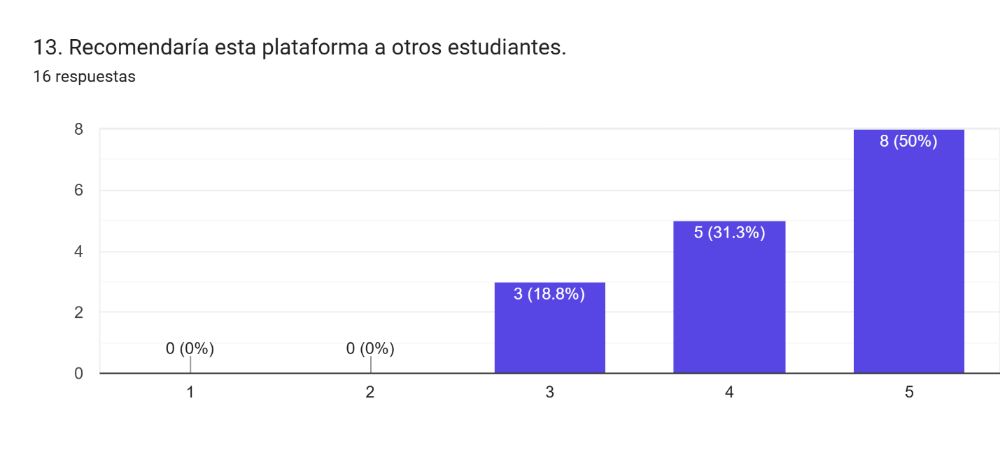 13. Recomendaría esta plataforma a otros estudiantes.
16 respuestas
8
8 (50%)
6
5 (31.3%)
4
3 (18.8%)
2
0 (0%) 0 (0%)
0
1 2 3 4 5